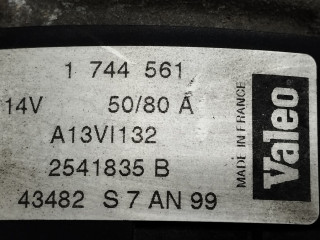 1 744 561
14V 50/80 A
A13VI132
2541835 B
43482 S 7 AN 99
MADE IN FRANCE
Valeo